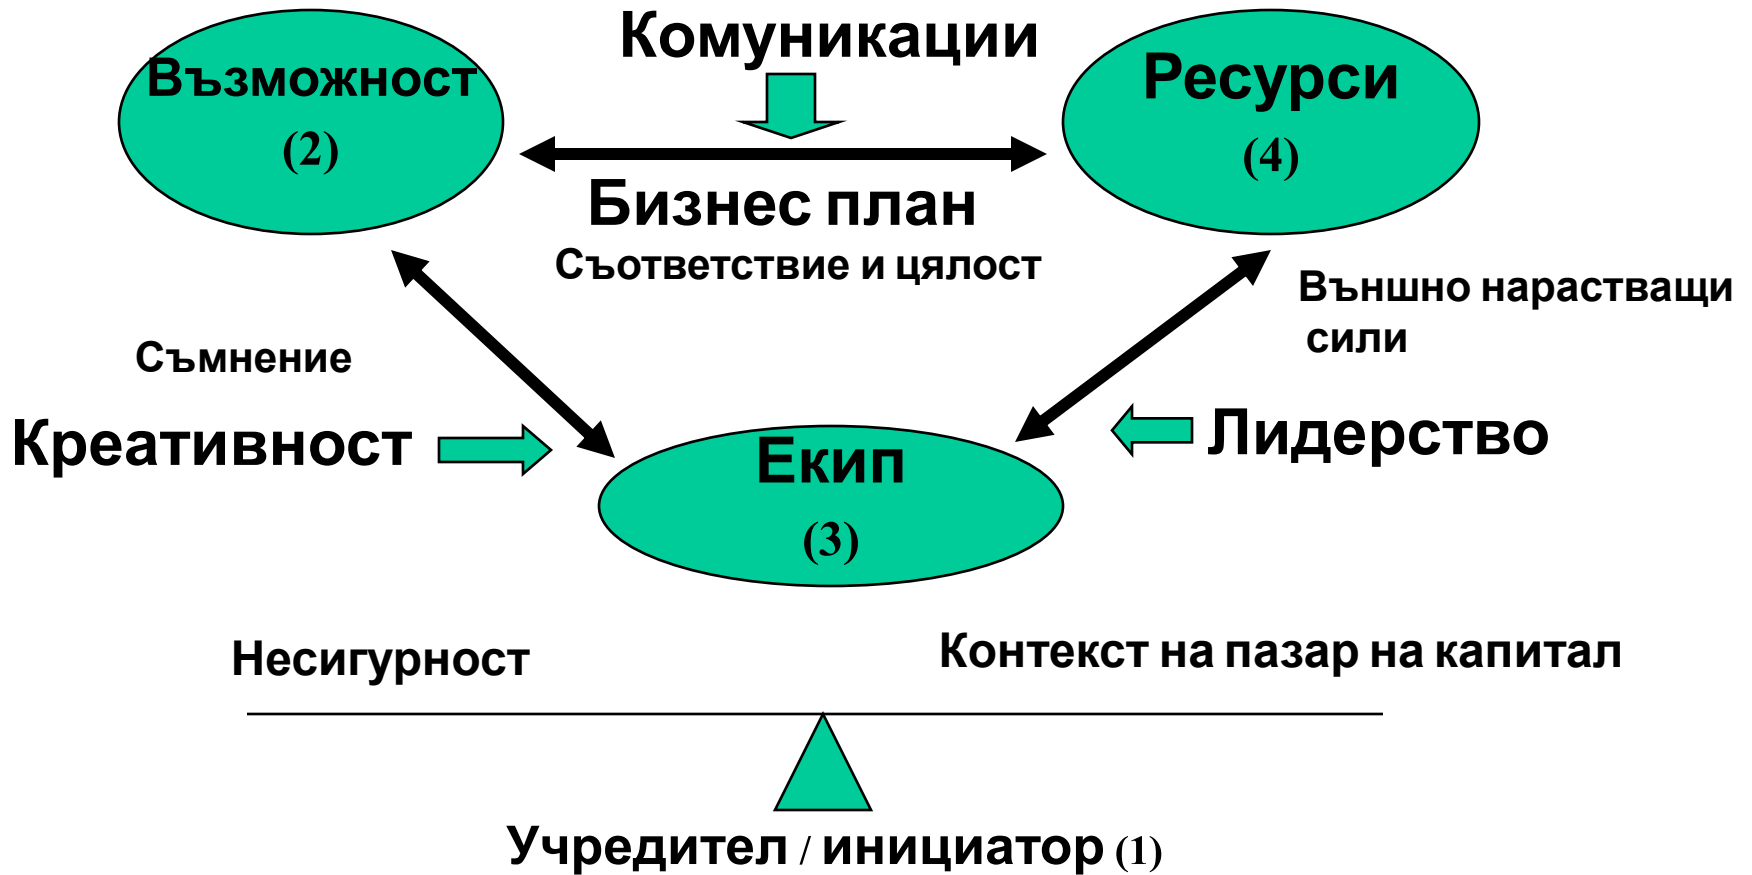 Комуникации
Възможност
(2)
Ресурси
(4)
Бизнес план
Съответствие и цялост
Външно нарастващи
сили
Съмнение
Креативност
Лидерство
Екип
(3)
Несигурност
Контекст на пазар на капитал
Учредител / инициатор (1)